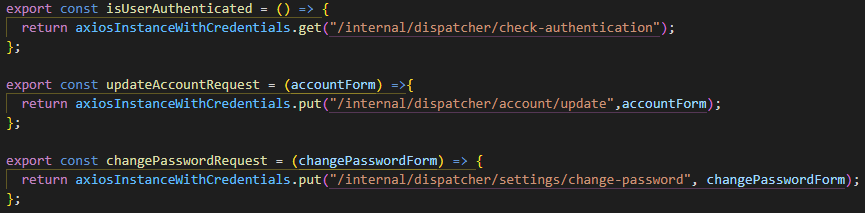 export const isUserAuthenticated = () => {
  return axiosInstanceWithCredentials.get("/internal/dispatcher/check-authentication");
};

export const updateAccountRequest = (accountForm) =>{
  return axiosInstanceWithCredentials.put("/internal/dispatcher/account/update",accountForm);
};

export const changePasswordRequest = (changePasswordForm) => {
  return axiosInstanceWithCredentials.put("/internal/dispatcher/settings/change-password", changePasswordForm);
};